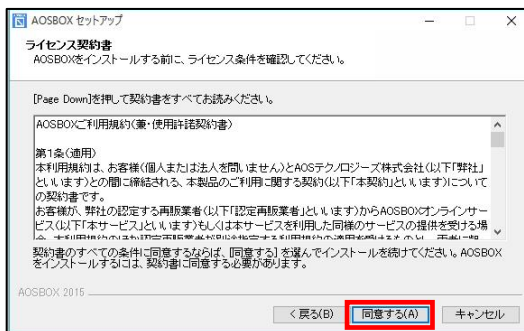 AOSBOX セットアップ
ライセンス契約書
AOSBOXをインストールする前に、ライセンス条件を確認してください。
[Page Down]を押して契約書をすべてお読みください。
AOSBOXご利用規約(兼・使用許諾契約書)
第1条(適用)
本利用規約は、お客様(個人または法人を問いません)とAOSテクノロジーズ株式会社(以下「弊社」
といいます)との間に締結される、本製品のご利用に関する契約(以下「本契約」といいます)について
の契約書です。
お客様が、弊社の認定する再販業者(以下「認定再販業者」といいます)からAOSBOXオンラインサー
ビス(以下「本サービス」といいます)もしくは本サービスを利用した同様のサービスの提供を受ける場
契約書のすべての条件に同意するならば、[同意する] を選んでインストールを続けてください。AOSBOX
をインストールするには、契約書に同意する必要があります。
AOSBOX 2015
< 戻る(B)
同意する(A)
キャンセル